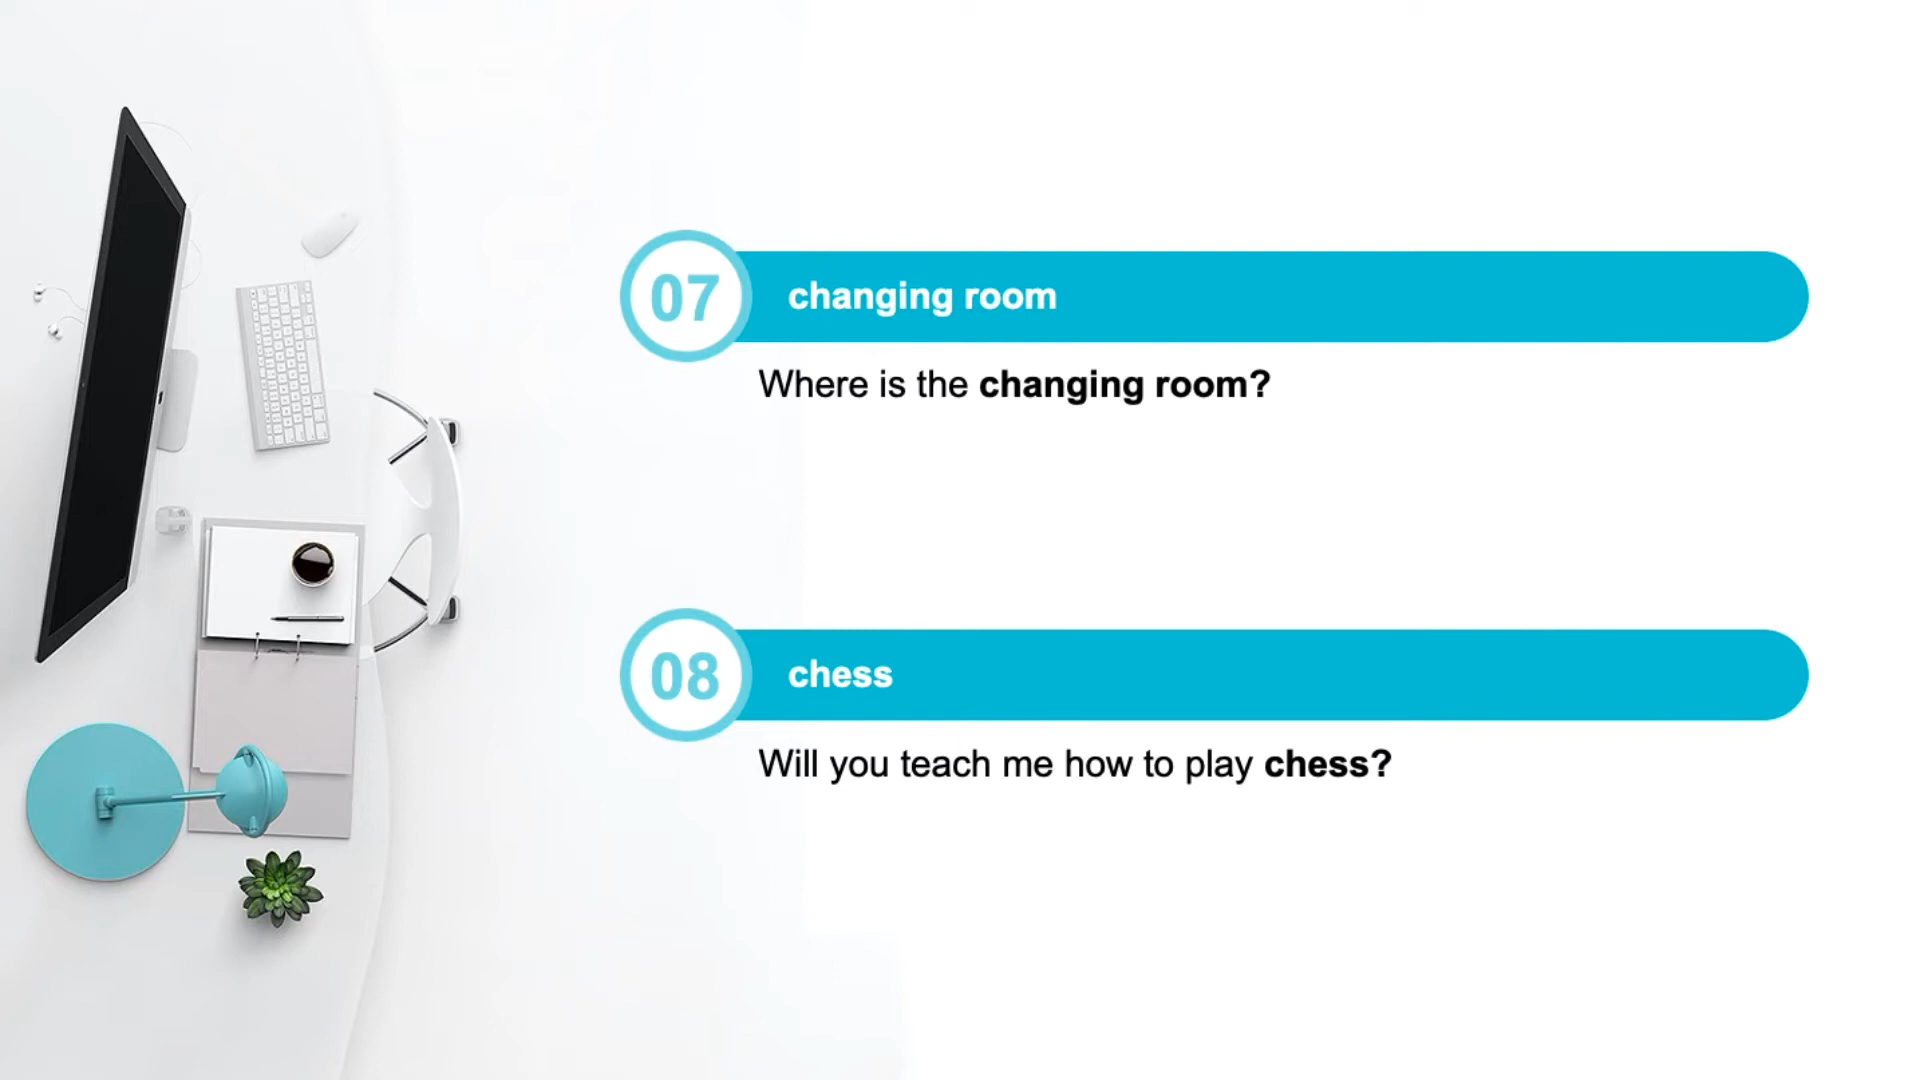 07 changing room
Where is the changing room?
08 chess
Will you teach me how to play chess?